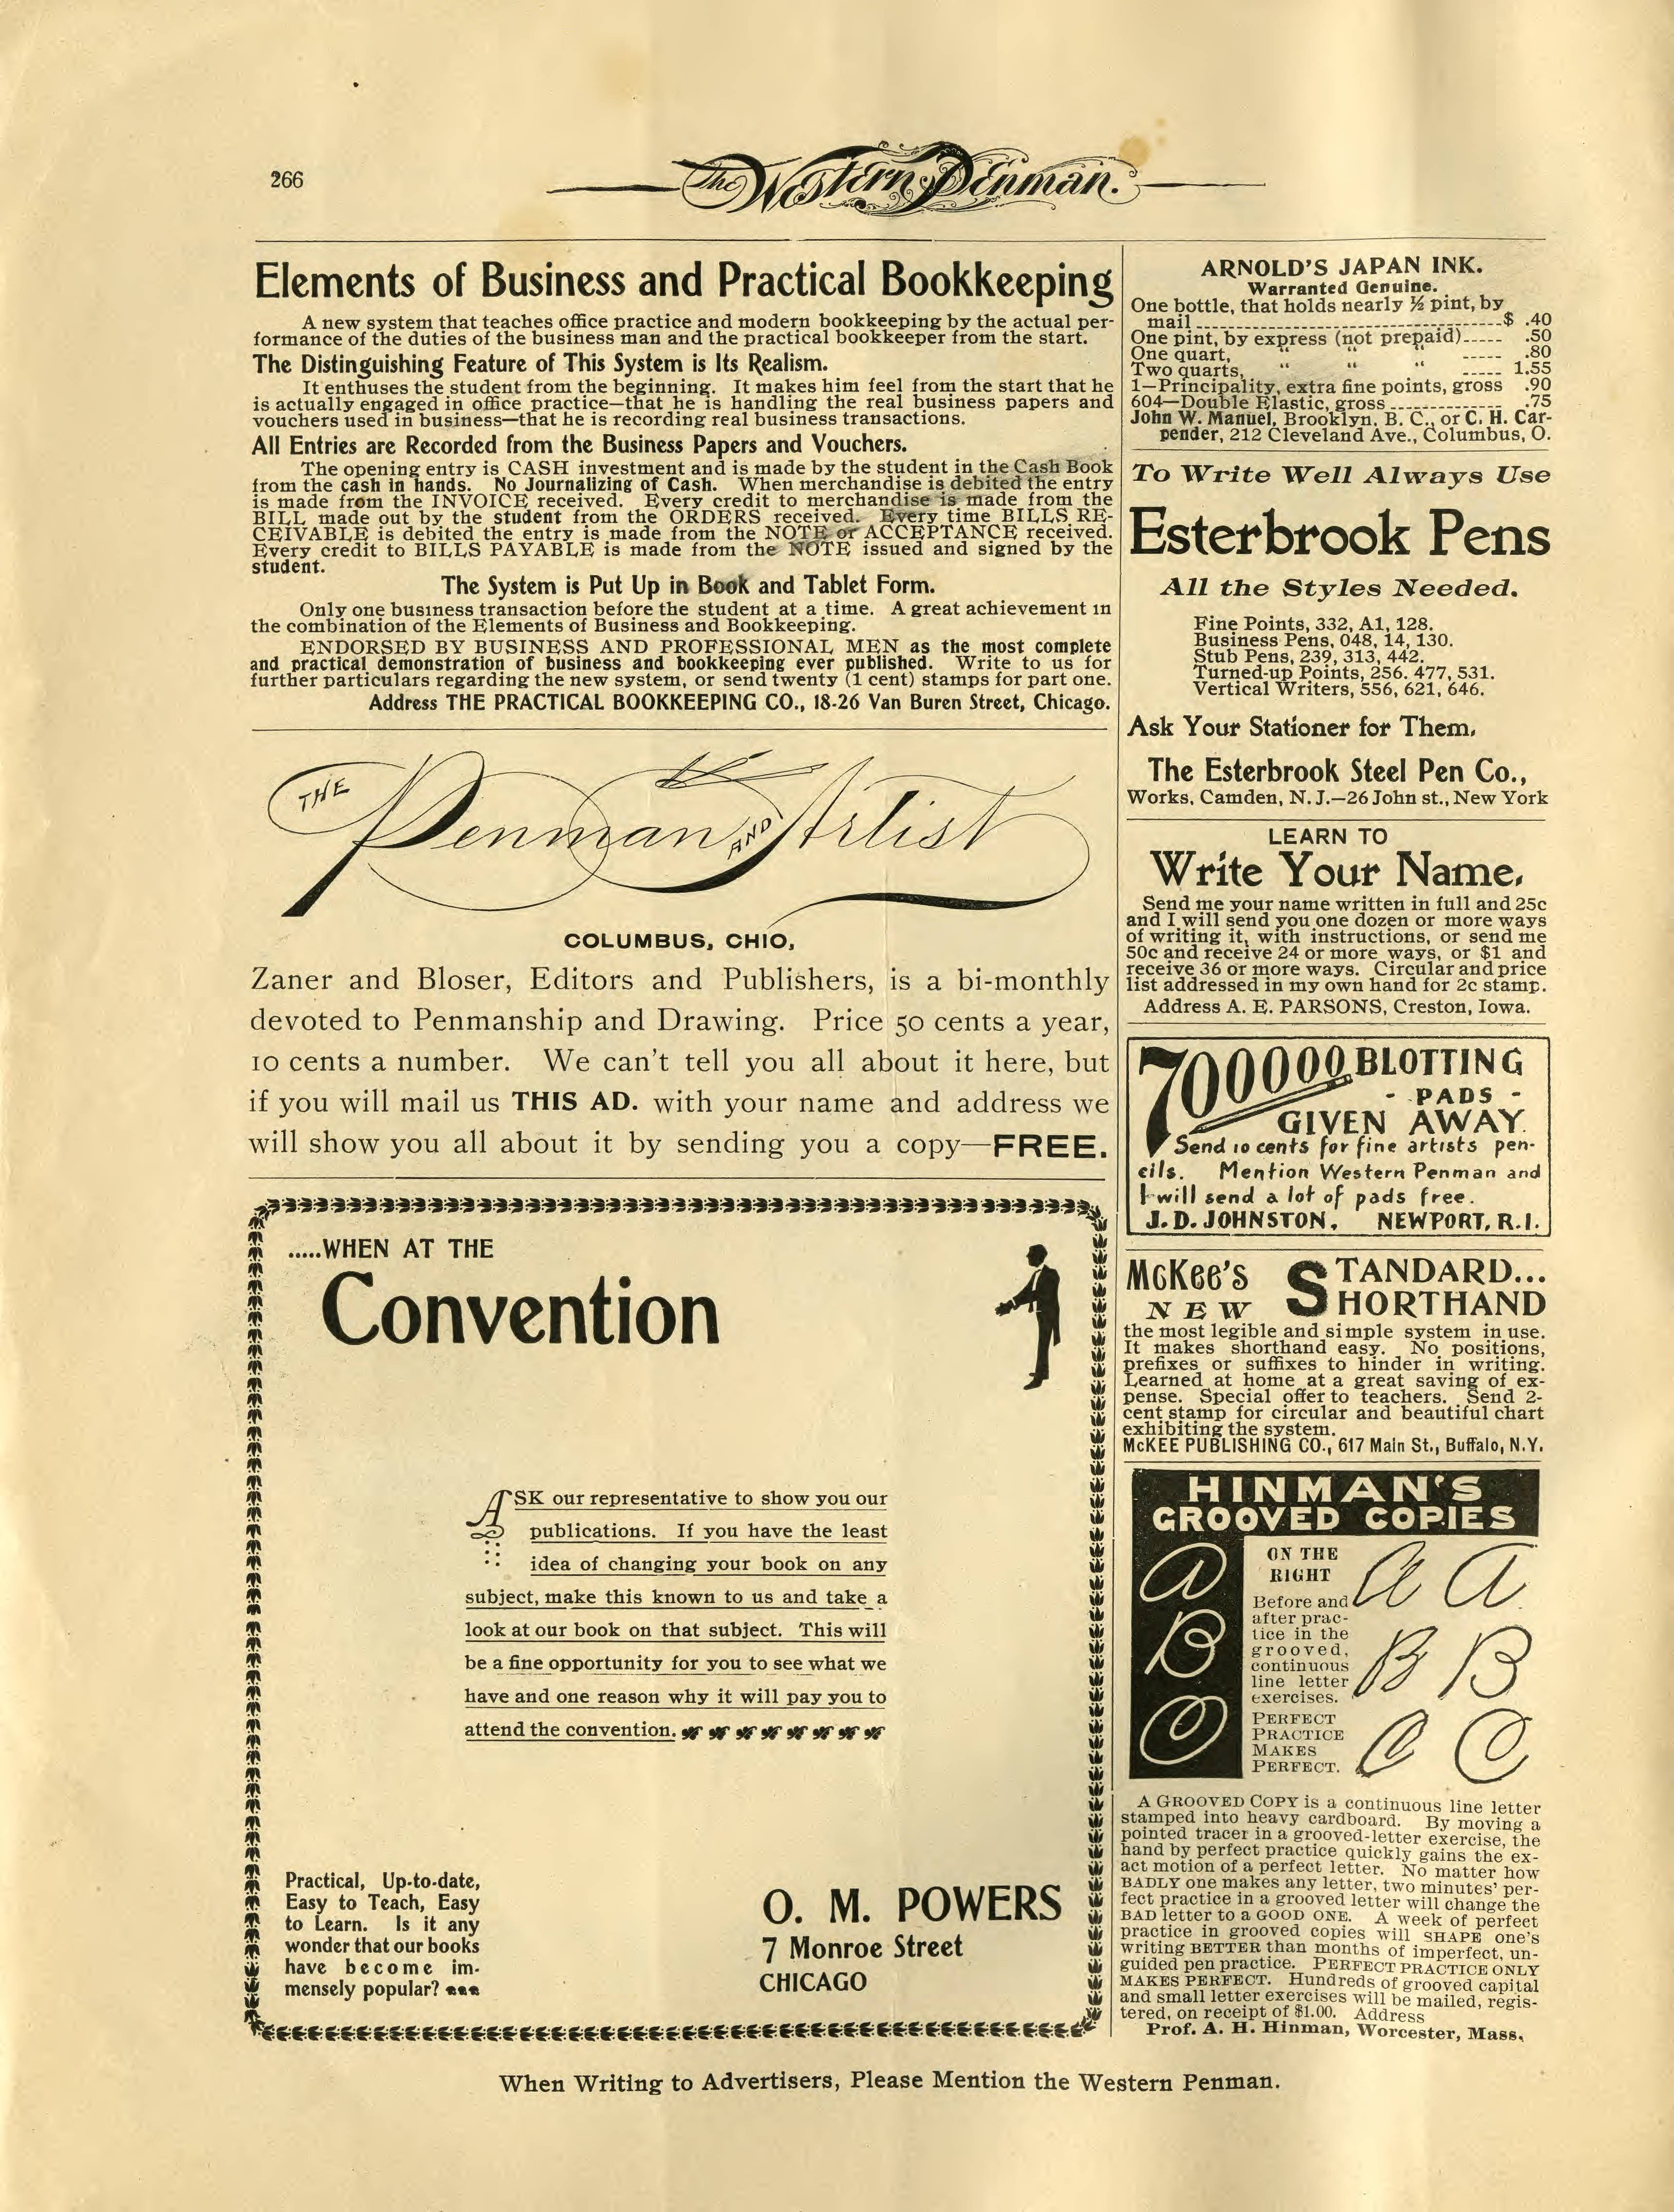 266
The Western Penman.
Elements of Business and Practical Bookkeeping
A new system that teaches office practice and modern bookkeeping by the actual per-
formance of the duties of the business man and the practical bookkeeper from the start.
The Distinguishing Feature of This System is Its Realism.
It enthuses the student from the beginning. It makes him feel from the start that he
is actually engaged in office practice—that he is handling the real business papers and
vouchers used in business—that he is recording real business transactions.
All Entries are Recorded from the Business Papers and Vouchers.
The opening entry is CASH investment and is made by the student in the Cash Book
from the cash in hands. No Journalizing of Cash. When merchandise is debited the entry
is made from the INVOICE received. Every credit to merchandise is made from the
BILL made out by the student from the ORDERS received. Every time BILLS RE-
CEIVABLE is debited the entry is made from the NOTE or ACCEPTANCE received.
Every credit to BILLS PAYABLE is made from the NOTE issued and signed by the
student.
The System is Put Up in Book and Tablet Form.
Only one business transaction before the student at a time. A great achievement in
the combination of the Elements of Business and Bookkeeping.
ENDORSED BY BUSINESS AND PROFESSIONAL MEN as the most complete
and practical demonstration of business and bookkeeping ever published. Write to us for
further particulars regarding the new system, or send twenty (1 cent) stamps for part one.
Address THE PRACTICAL BOOKKEEPING CO., 18-26 Van Buren Street, Chicago.
THE
Penman AND Artist
COLUMBUS, CHIO,
Zaner and Bloser, Editors and Publishers, is a bi-monthly
devoted to Penmanship and Drawing. Price 50 cents a year,
10 cents a number. We can't tell you all about it here, but
if you will mail us THIS AD. with your name and address we
will show you all about it by sending you a copy—FREE.
.....WHEN AT THE
Convention
ASK our representative to show you our
publications. If you have the least
idea of changing your book on any
subject, make this known to us and take a
look at our book on that subject. This will
be a fine opportunity for you to see what we
have and one reason why it will pay you to
attend the convention.
Practical, Up-to-date,
Easy to Teach, Easy
to Learn. Is it any
wonder that our books
have become im-
mensely popular?
O. M. POWERS
7 Monroe Street
CHICAGO
ARNOLD'S JAPAN INK.
Warranted Genuine.
One bottle, that holds nearly ½ pint, by
mail ------------------------------------$ .40
One pint, by express (not prepaid)----- .50
One quart, " " " ----- .80
Two quarts, " " " ----- 1.55
1—Principality, extra fine points, gross .90
604—Double Elastic, gross ------------- .75
John W. Manuel, Brooklyn. B. C., or C. H. Car-
pender, 212 Cleveland Ave., Columbus, O.
To Write Well Always Use
Esterbrook Pens
All the Styles Needed.
Fine Points, 332, A1, 128.
Business Pens, 048, 14, 130.
Stub Pens, 239, 313, 442.
Turned-up Points, 256. 477, 531.
Vertical Writers, 556, 621, 646.
Ask Your Stationer for Them.
The Esterbrook Steel Pen Co.,
Works, Camden, N. J.—26 John st., New York
LEARN TO
Write Your Name.
Send me your name written in full and 25c
and I will send you one dozen or more ways
of writing it, with instructions, or send me
50c and receive 24 or more ways, or $1 and
receive 36 or more ways. Circular and price
list addressed in my own hand for 2c stamp.
Address A. E. PARSONS, Creston, Iowa.
700000 BLOTTING
- PADS -
GIVEN AWAY.
Send 10 cents for fine artists pen-
cils. Mention Western Penman and
I will send a lot of pads free.
J. D. JOHNSTON, NEWPORT, R.I.
McKee's STANDARD...
NEW SHORTHAND
the most legible and simple system in use.
It makes shorthand easy. No positions,
prefixes or suffixes to hinder in writing.
Learned at home at a great saving of ex-
pense. Special offer to teachers. Send 2-
cent stamp for circular and beautiful chart
exhibiting the system.
McKEE PUBLISHING CO., 617 Main St., Buffalo, N.Y.
HINMAN'S
GROOVED COPIES
A
B
O
ON THE
RIGHT
Before and
after prac-
tice in the
grooved,
continuous
line letter
exercises.
PERFECT
PRACTICE
MAKES
PERFECT.
A A
B B
C C
A GROOVED COPY is a continuous line letter
stamped into heavy cardboard. By moving a
pointed tracer in a grooved-letter exercise, the
hand by perfect practice quickly gains the ex-
act motion of a perfect letter. No matter how
BADLY one makes any letter, two minutes' per-
fect practice in a grooved letter will change the
BAD letter to a GOOD ONE. A week of perfect
practice in grooved copies will SHAPE one's
writing BETTER than months of imperfect, un-
guided pen practice. PERFECT PRACTICE ONLY
MAKES PERFECT. Hundreds of grooved capital
and small letter exercises will be mailed, regis-
tered, on receipt of $1.00. Address
Prof. A. H. Hinman, Worcester, Mass.
When Writing to Advertisers, Please Mention the Western Penman.